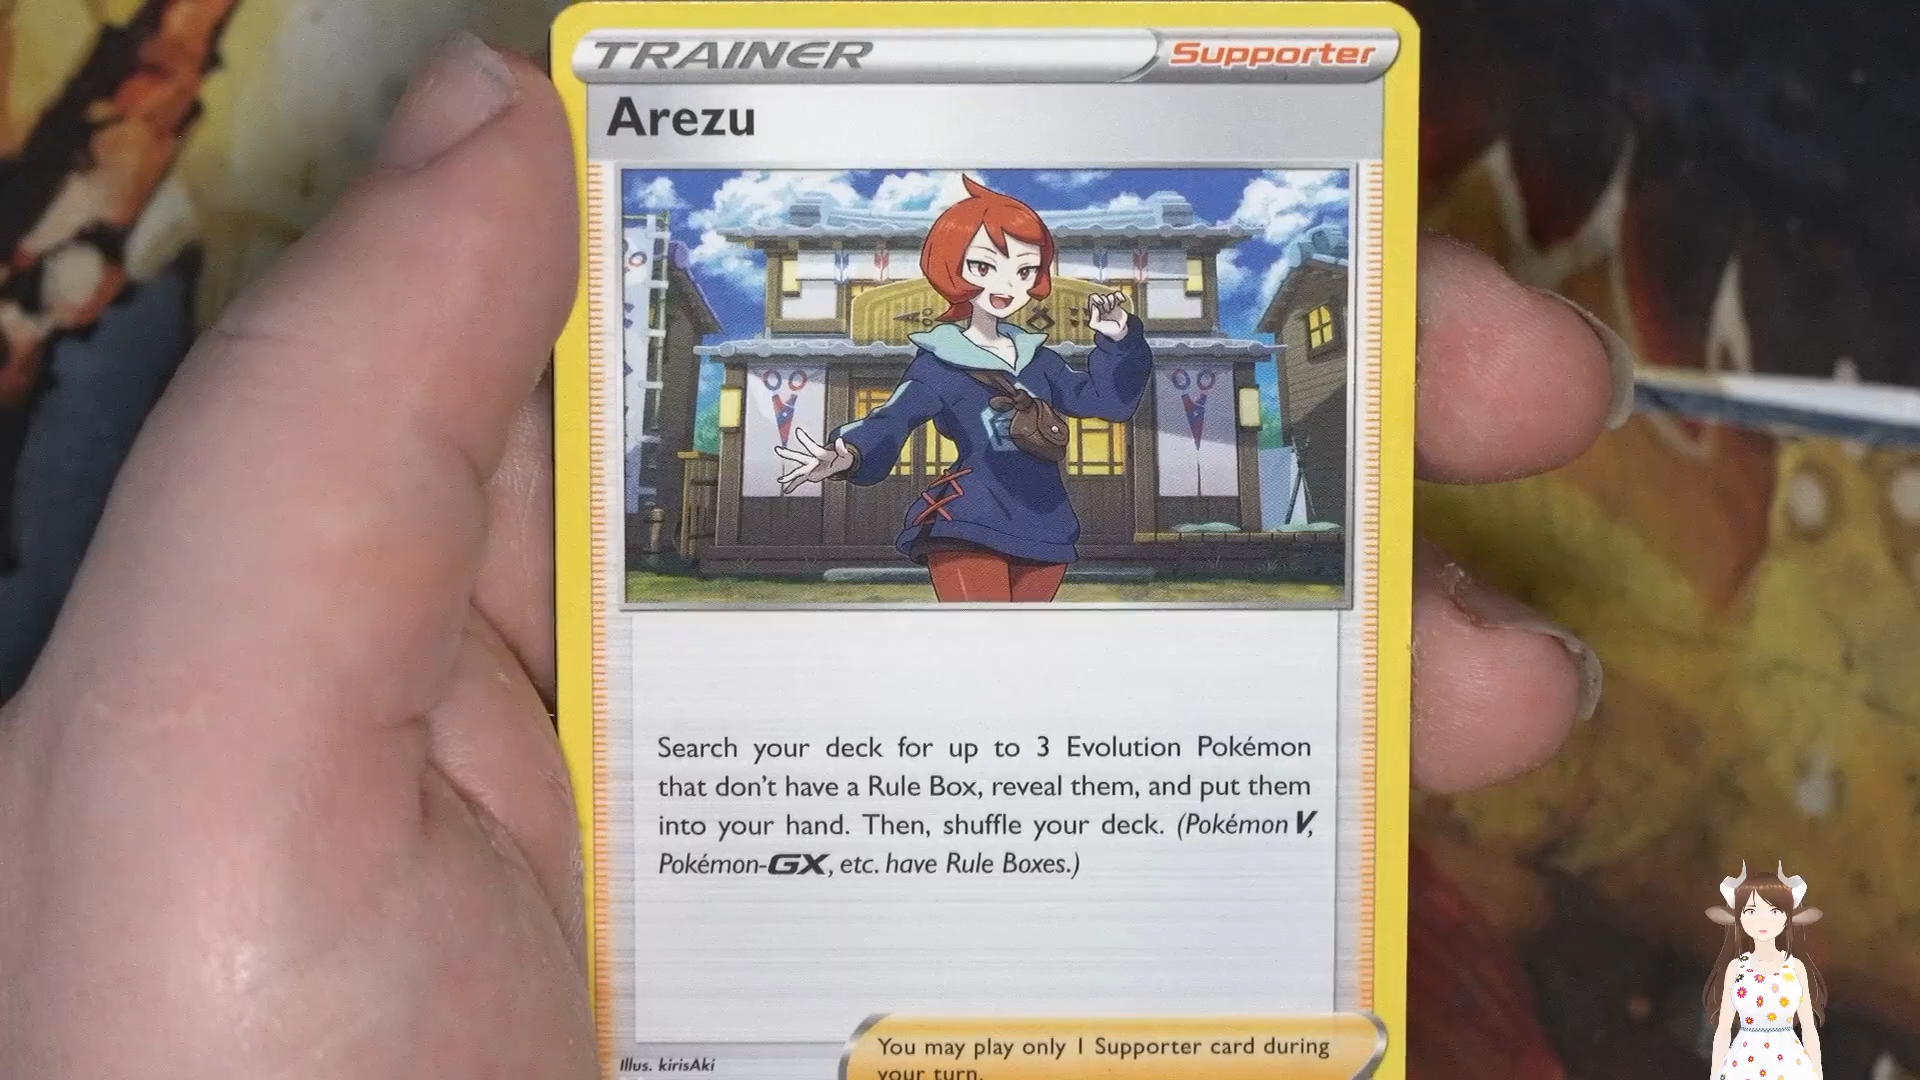 TRAINER
Supporter
Arezu
Search your deck for up to 3 Evolution Pokémon
that don't have a Rule Box, reveal them, and put them
into your hand. Then, shuffle your deck. (Pokémon V,
Pokémon-GX, etc. have Rule Boxes.)
You may play only 1 Supporter card during
your turn.
Illus. kirisAki